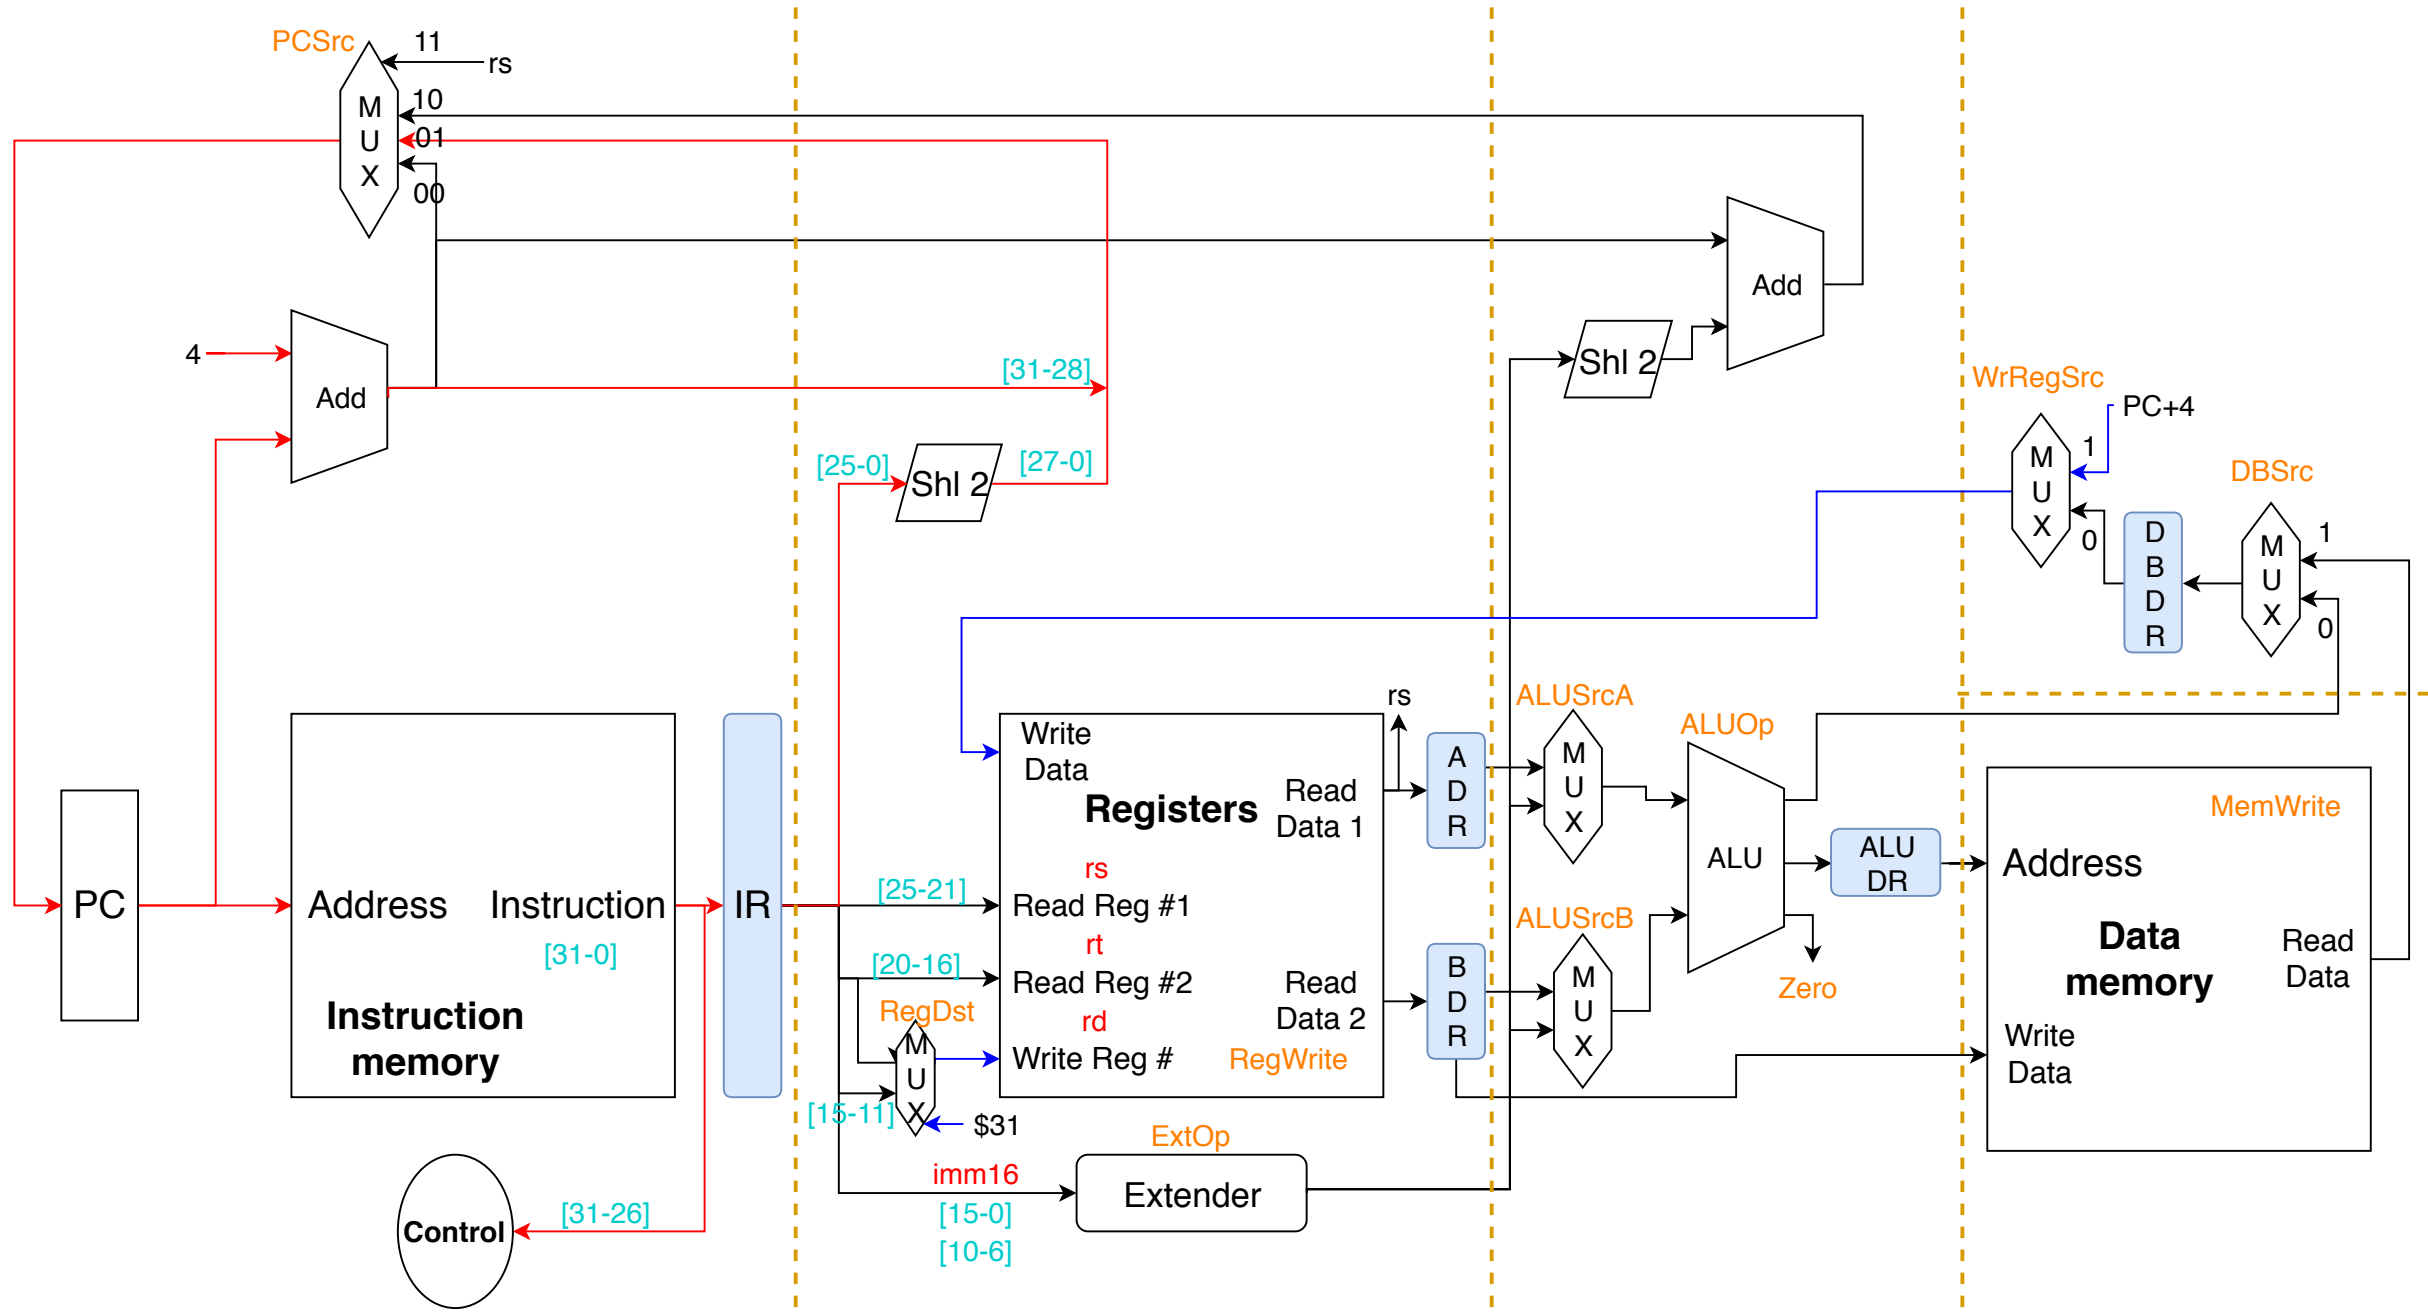 PCSrc
11
rs
10
01
00
M
U
X
4
Add
[31-28]
[25-0]
Shl 2
[27-0]
Add
Shl 2
WrRegSrc
PC+4
1
M
U
X
0
DBSrc
D
B
D
R
1
M
U
X
0
PC
Address
Instruction
[31-0]
Instruction
memory
IR
Control
[31-26]
Write
Data
Registers
Read
Data 1
rs
[25-21]
Read Reg #1
rt
[20-16]
Read Reg #2
Read
Data 2
rd
RegDst
M
U
X
Write Reg #
RegWrite
[15-11]
$31
imm16
[15-0]
[10-6]
ExtOp
Extender
rs
A
D
R
B
D
R
ALUSrcA
M
U
X
ALUSrcB
M
U
X
ALUOp
ALU
Zero
ALU
DR
MemWrite
Address
Data
memory
Read
Data
Write
Data